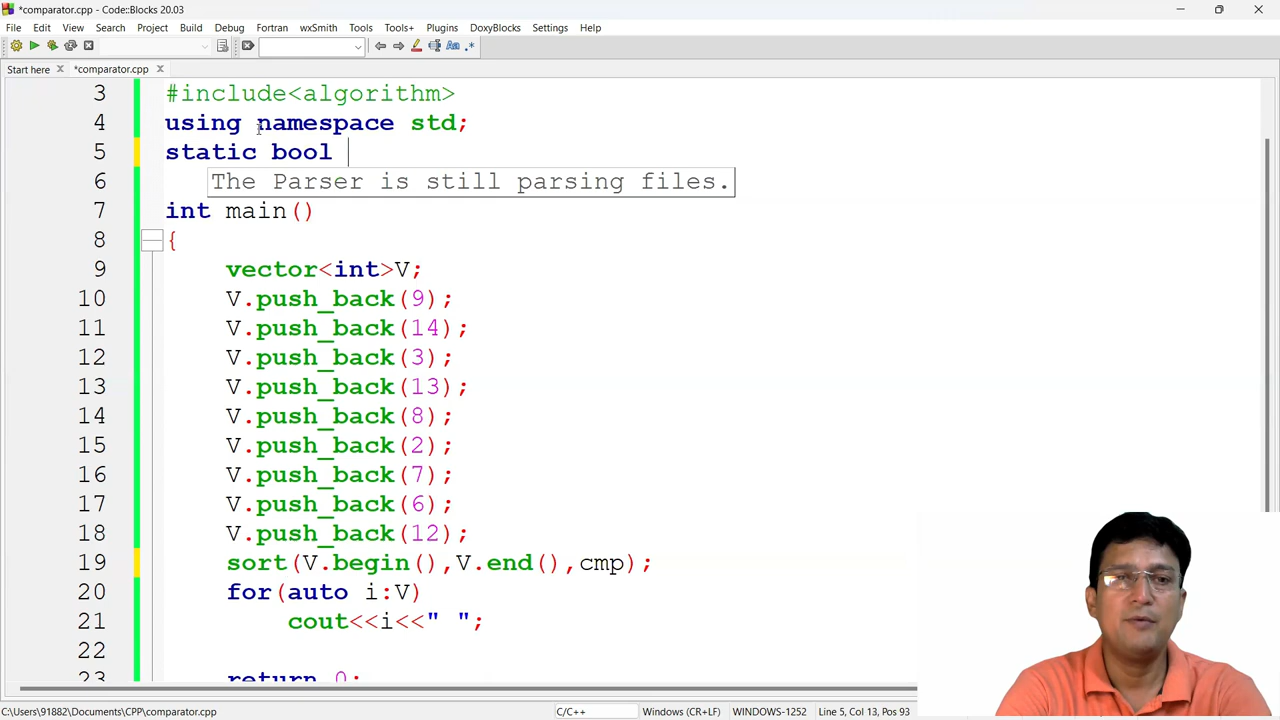 *comparator.cpp - Code::Blocks 20.03
File Edit View Search Project Build Debug Fortran wxSmith Tools Tools+ Plugins DoxyBlocks Settings Help
Start here *comparator.cpp
3 #include<algorithm>
4 using namespace std;
5 static bool
6 The Parser is still parsing files.
7 int main()
8 {
9 vector<int>V;
10 V.push_back(9);
11 V.push_back(14);
12 V.push_back(3);
13 V.push_back(13);
14 V.push_back(8);
15 V.push_back(2);
16 V.push_back(7);
17 V.push_back(6);
18 V.push_back(12);
19 sort(V.begin(),V.end(),cmp);
20 for(auto i:V)
21 cout<<i<<" ";
22
23 return 0;
C:\Users\91882\Documents\CPP\comparator.cpp C/C++ Windows (CR+LF) WINDOWS-1252 Line 5, Col 13, Pos 93